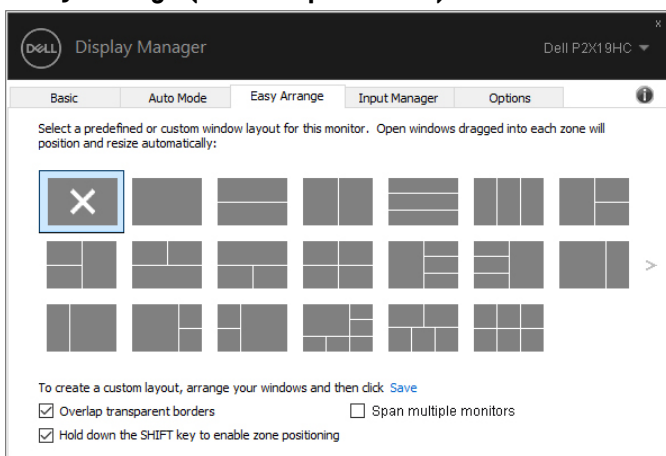 DELL Display Manager
Dell P2X19HC
Basic Auto Mode Easy Arrange Input Manager Options
Select a predefined or custom window layout for this monitor. Open windows dragged into each zone will
position and resize automatically:
To create a custom layout, arrange your windows and then click Save
Overlap transparent borders
Span multiple monitors
Hold down the SHIFT key to enable zone positioning